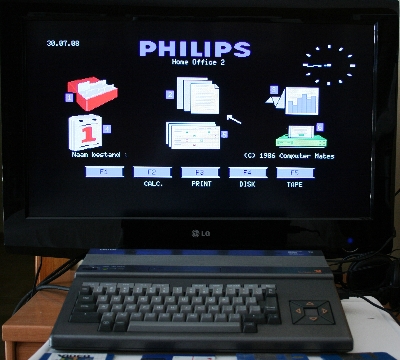 30.07.08
PHILIPS
Home Office 2
1
Naam bestand :
(C) 1986 Computer Mates
F1 F2 F3 F4 F5
CALC. PRINT DISK TAPE
LG